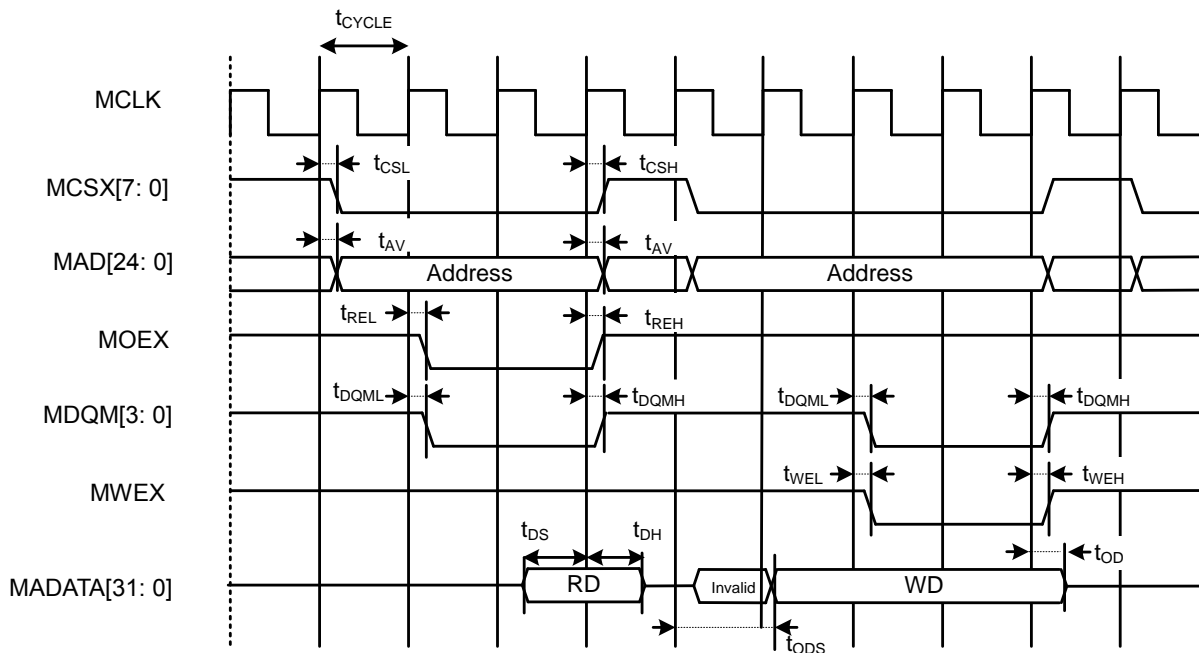 tCYCLE
MCLK
tCSL tCSH
MCSX[7: 0]
tAV tAV
MAD[24: 0] Address Address
tREL tREH
MOEX
tDQML tDQMH tDQML tDQMH
MDQM[3: 0]
tWEL tWEH
MWEX
tDS tDH
tOD
MADATA[31: 0] RD Invalid WD
tODS